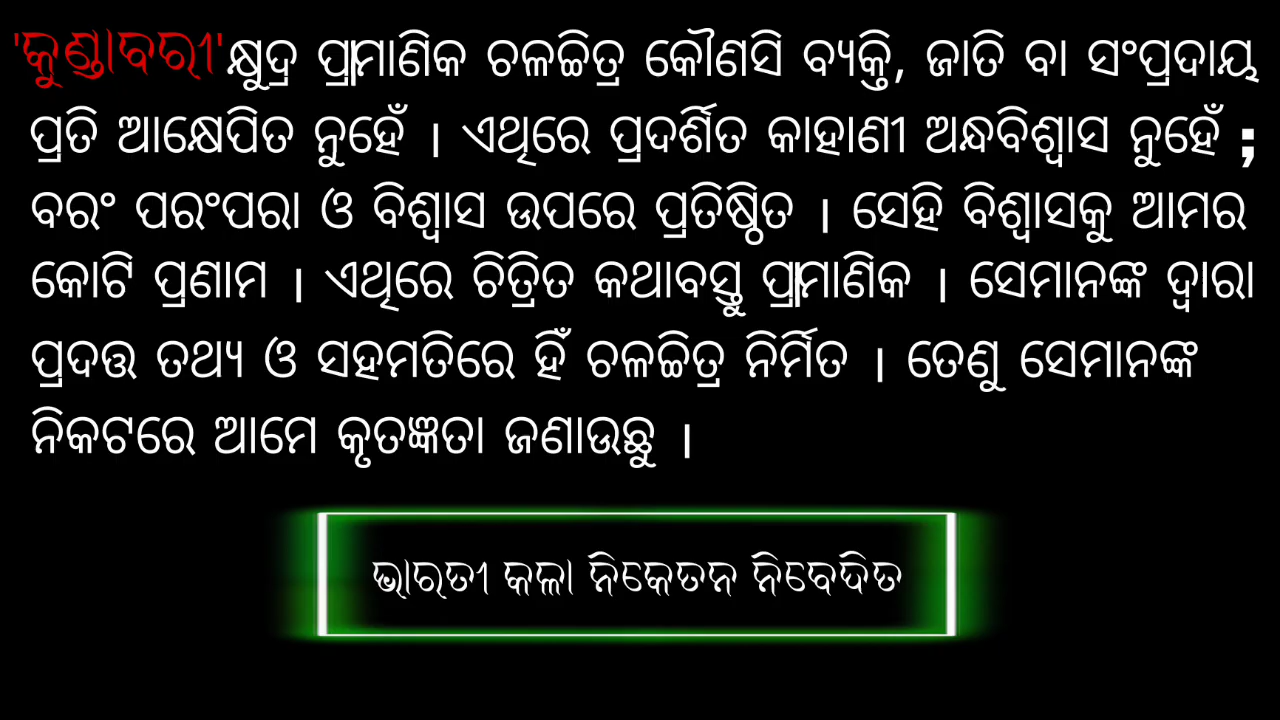 'କୁଣ୍ଡାବରୀ'କ୍ଷୁଦ୍ର ପ୍ରାମାଣିକ ଚଳଚ୍ଚିତ୍ର କୌଣସି ବ୍ୟକ୍ତି, ଜାତି ବା ସଂପ୍ରଦାୟ
ପ୍ରତି ଆକ୍ଷେପିତ ନୁହେଁ । ଏଥିରେ ପ୍ରଦର୍ଶିତ କାହାଣୀ ଅନ୍ଧବିଶ୍ୱାସ ନୁହେଁ ;
ବରଂ ପରଂପରା ଓ ବିଶ୍ୱାସ ଉପରେ ପ୍ରତିଷ୍ଠିତ । ସେହି ବିଶ୍ୱାସକୁ ଆମର
କୋଟି ପ୍ରଣାମ । ଏଥିରେ ଚିତ୍ରିତ କଥାବସ୍ତୁ ପ୍ରାମାଣିକ । ସେମାନଙ୍କ ଦ୍ୱାରା
ପ୍ରଦତ୍ତ ତଥ୍ୟ ଓ ସହମତିରେ ହିଁ ଚଳଚ୍ଚିତ୍ର ନିର୍ମିତ । ତେଣୁ ସେମାନଙ୍କ
ନିକଟରେ ଆମେ କୃତଜ୍ଞତା ଜଣାଉଛୁ ।
ଭାରତୀ କଳା ନିକେତନ ନିବେଦିତ